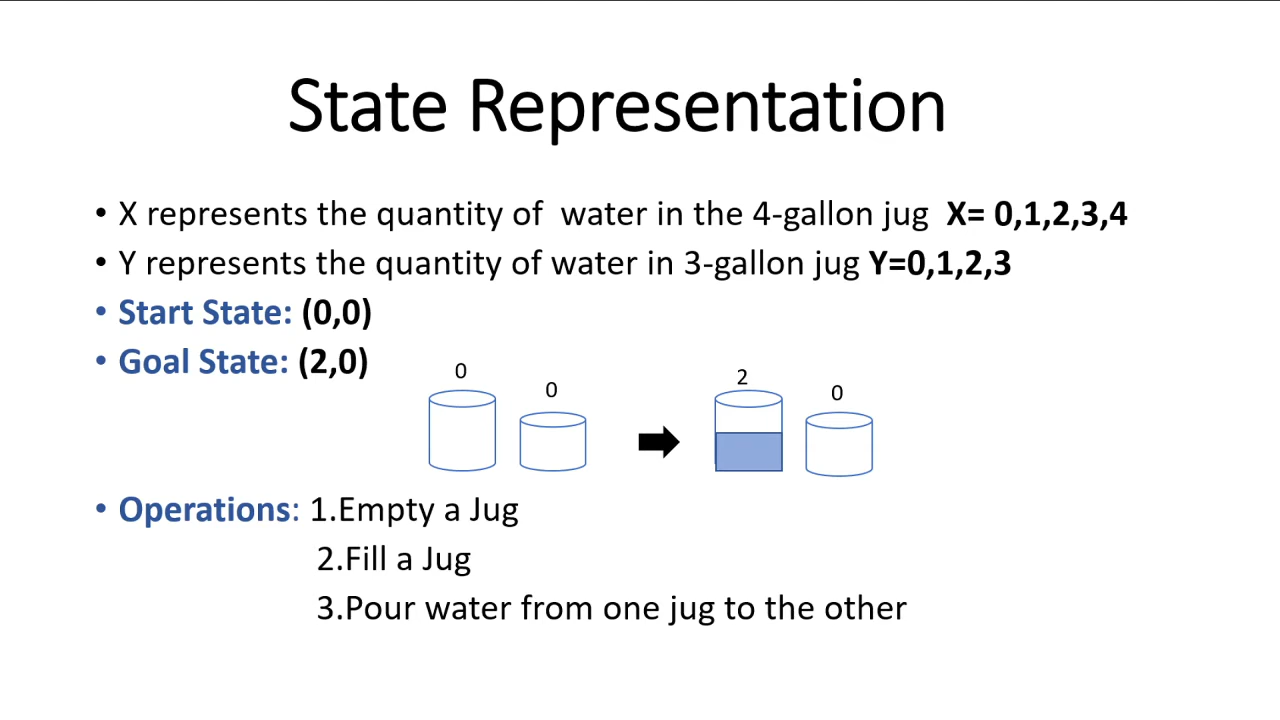 State Representation
• X represents the quantity of  water in the 4-gallon jug  X= 0,1,2,3,4
• Y represents the quantity of water in 3-gallon jug Y=0,1,2,3
• Start State: (0,0)
• Goal State: (2,0)
0 0 2 0
• Operations: 1.Empty a Jug
2.Fill a Jug
3.Pour water from one jug to the other